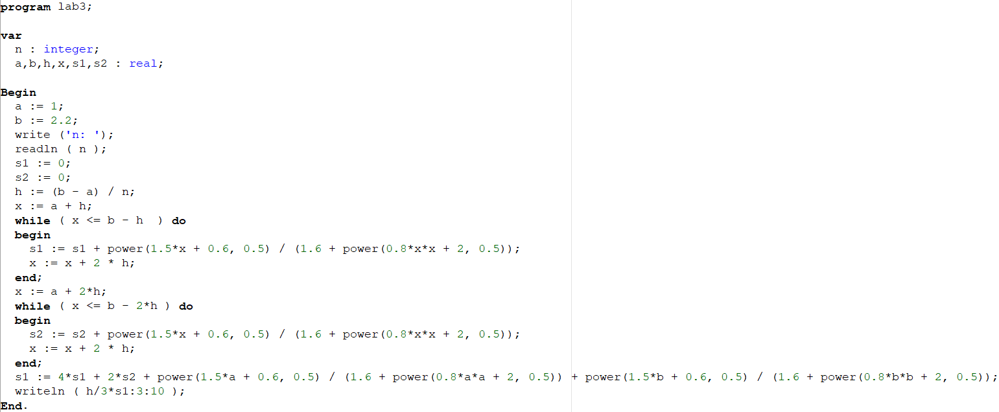 program lab3;
var
  n : integer;
  a,b,h,x,s1,s2 : real;
Begin
  a := 1;
  b := 2.2;
  write ('n: ');
  readln ( n );
  s1 := 0;
  s2 := 0;
  h := (b - a) / n;
  x := a + h;
  while ( x <= b - h  ) do
  begin
    s1 := s1 + power(1.5*x + 0.6, 0.5) / (1.6 + power(0.8*x*x + 2, 0.5));
    x := x + 2 * h;
  end;
  x := a + 2*h;
  while ( x <= b - 2*h ) do
  begin
    s2 := s2 + power(1.5*x + 0.6, 0.5) / (1.6 + power(0.8*x*x + 2, 0.5));
    x := x + 2 * h;
  end;
  s1 := 4*s1 + 2*s2 + power(1.5*a + 0.6, 0.5) / (1.6 + power(0.8*a*a + 2, 0.5)) + power(1.5*b + 0.6, 0.5) / (1.6 + power(0.8*b*b + 2, 0.5));
  writeln ( h/3*s1:3:10 );
End.